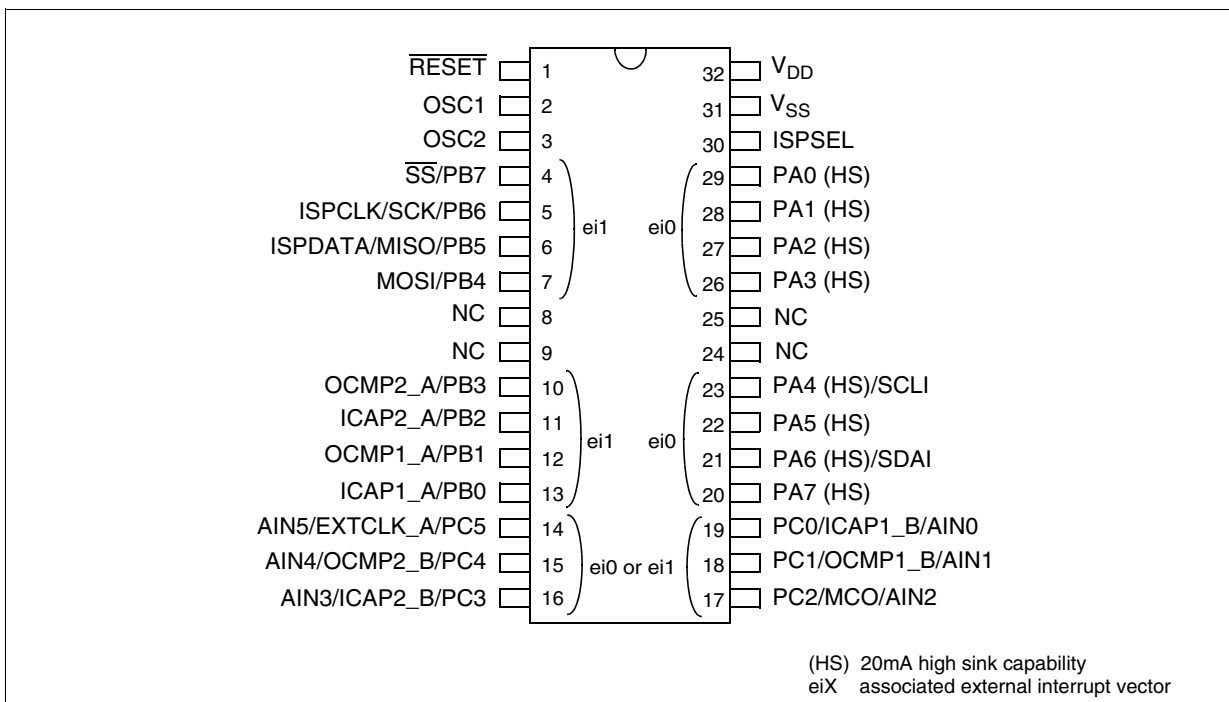 RESET 1 32 VDD
OSC1 2 31 VSS
OSC2 3 30 ISPSEL
SS/PB7 4 29 PA0 (HS)
ISPCLK/SCK/PB6 5 28 PA1 (HS)
ei1 ei0
ISPDATA/MISO/PB5 6 27 PA2 (HS)
MOSI/PB4 7 26 PA3 (HS)
NC 8 25 NC
NC 9 24 NC
OCMP2_A/PB3 10 23 PA4 (HS)/SCLI
ICAP2_A/PB2 11 22 PA5 (HS)
ei1 ei0
OCMP1_A/PB1 12 21 PA6 (HS)/SDAI
ICAP1_A/PB0 13 20 PA7 (HS)
AIN5/EXTCLK_A/PC5 14 19 PC0/ICAP1_B/AIN0
AIN4/OCMP2_B/PC4 15 ei0 or ei1 18 PC1/OCMP1_B/AIN1
AIN3/ICAP2_B/PC3 16 17 PC2/MCO/AIN2
(HS) 20mA high sink capability
eiX associated external interrupt vector